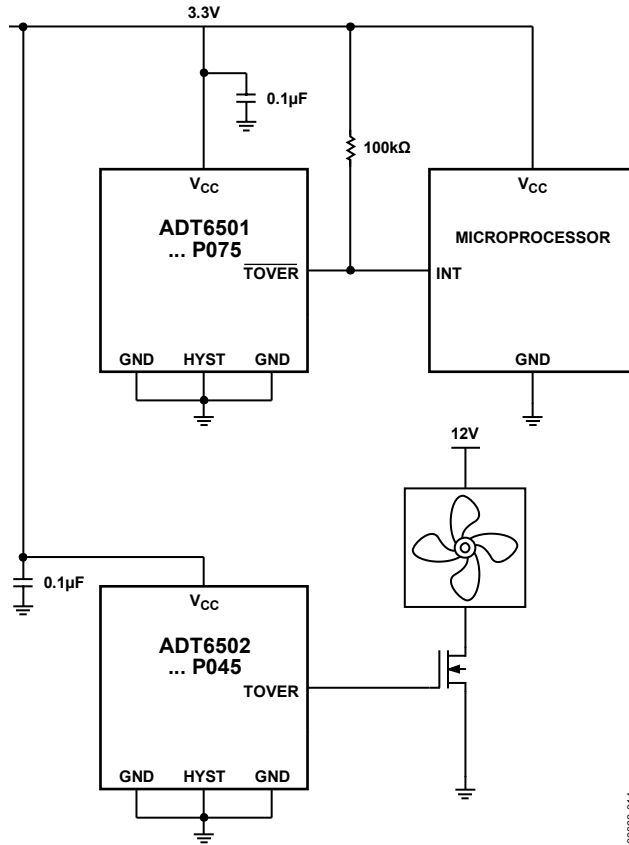 3.3V
0.1µF
100kΩ
VCC
ADT6501
... P075
TOVER
GND
HYST
GND
VCC
MICROPROCESSOR
INT
GND
12V
0.1µF
VCC
ADT6502
... P045
TOVER
GND
HYST
GND